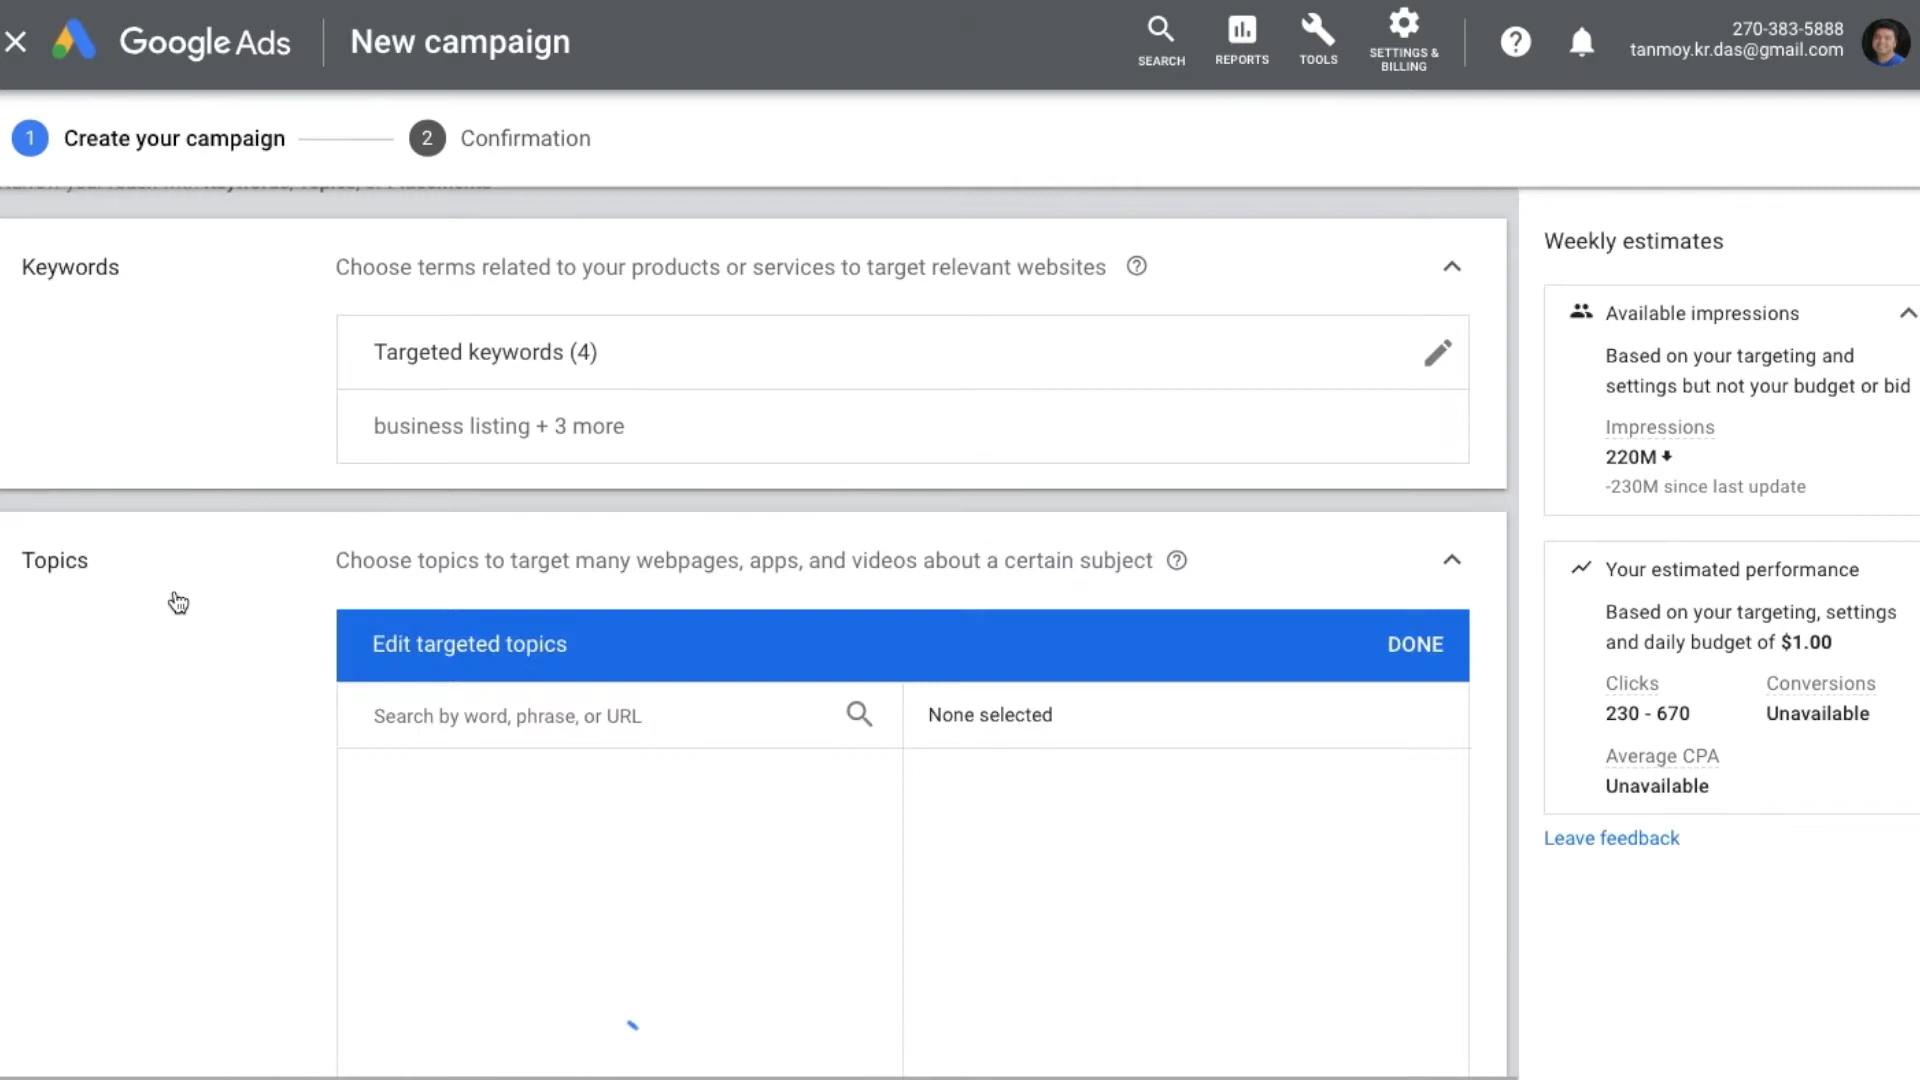 Google Ads
New campaign
SEARCH
REPORTS
TOOLS
SETTINGS &
BILLING
270-383-5888
tanmoy.kr.das@gmail.com
1 Create your campaign
2 Confirmation
Keywords
Choose terms related to your products or services to target relevant websites
Targeted keywords (4)
business listing + 3 more
Topics
Choose topics to target many webpages, apps, and videos about a certain subject
Edit targeted topics
DONE
Search by word, phrase, or URL
None selected
Weekly estimates
Available impressions
Based on your targeting and
settings but not your budget or bid
Impressions
220M
-230M since last update
Your estimated performance
Based on your targeting, settings
and daily budget of $1.00
Clicks
Conversions
230 - 670
Unavailable
Average CPA
Unavailable
Leave feedback